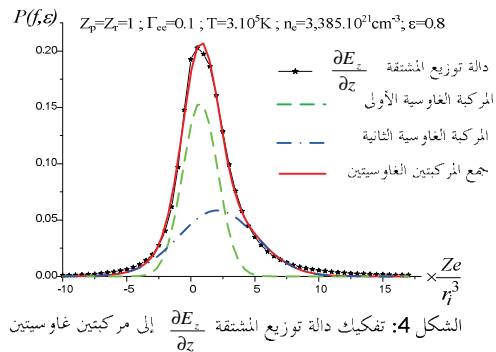 P(f,ε)
Z_p=Z_r=1 ; Γ_ee=0.1 ; T=3.10^5K ; n_e=3,385.10^21cm^-3; ε=0.8
دالة توزيع المشتقة ∂E_z/∂z
المركبة الغاوسية الأولى
المركبة الغاوسية الثانية
جمع المركبتين الغاوسيتين
0.20
0.15
0.10
0.05
0.00
-10 -5 0 5 10 15
×Ze/r_i^3
الشكل 4: تفكيك دالة توزيع المشتقة ∂E_z/∂z إلى مركبتين غاوسيتين